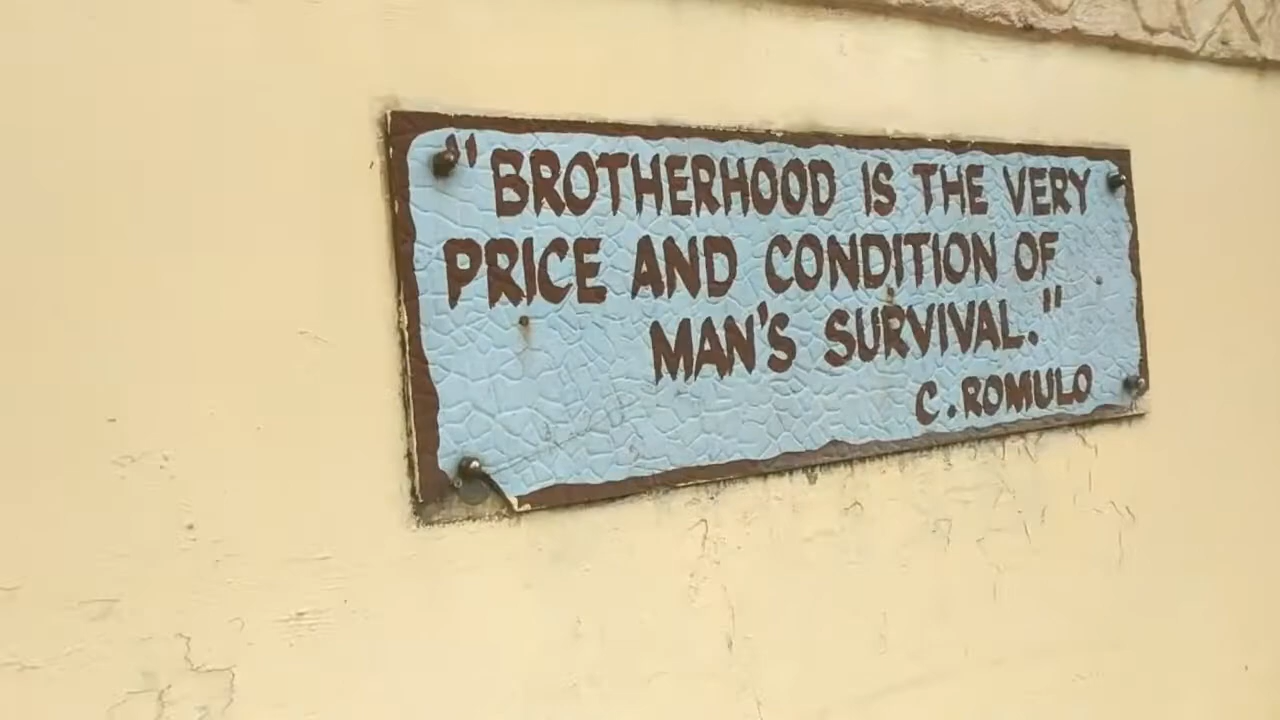 "BROTHERHOOD IS THE VERY
PRICE AND CONDITION OF
MAN'S SURVIVAL."
C. ROMULO